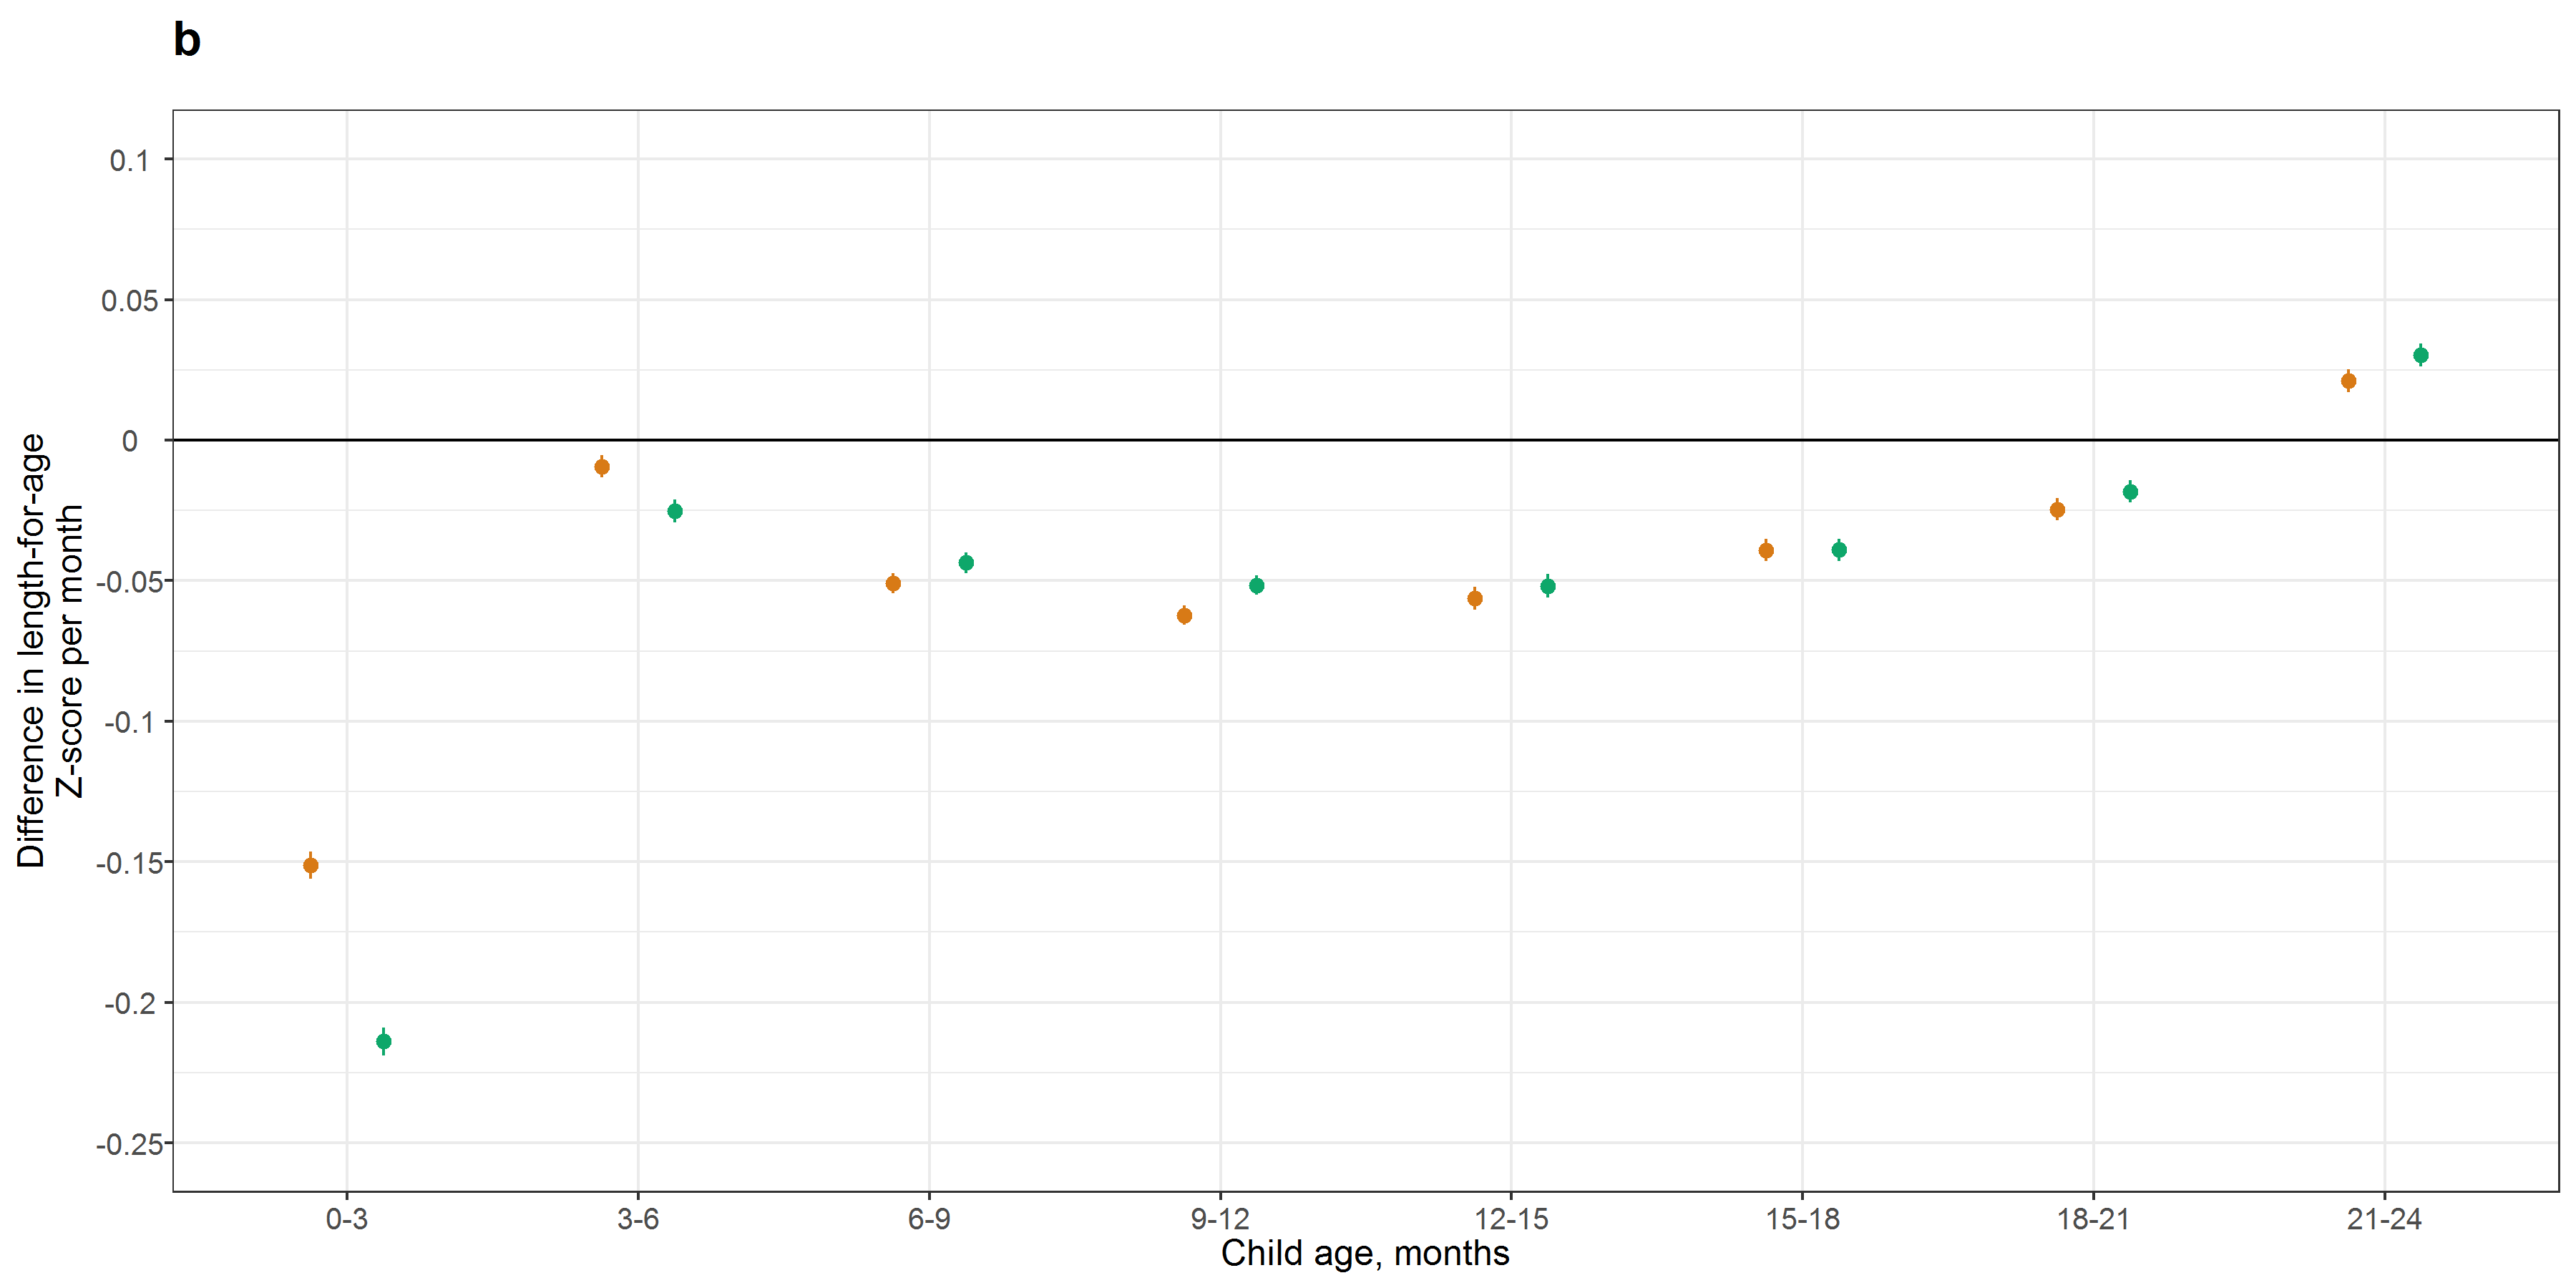 b
0.1
0.05
0
-0.05
-0.1
-0.15
-0.2
-0.25
Difference in length-for-age
Z-score per month
0-3 3-6 6-9 9-12 12-15 15-18 18-21 21-24
Child age, months